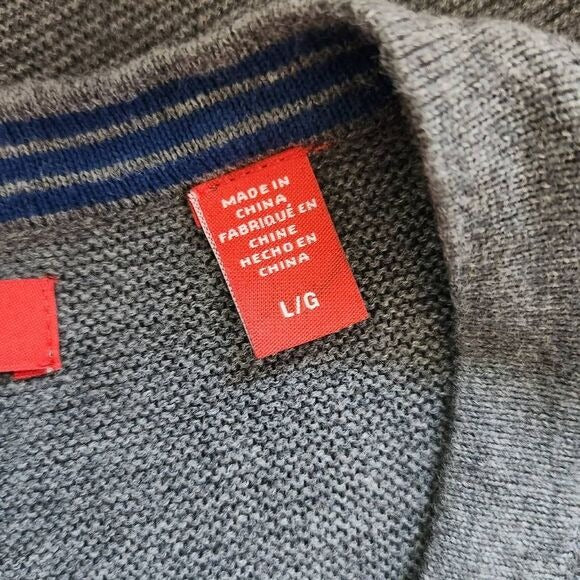 MADE IN
CHINA
FABRIQUÉ EN
CHINE
HECHO EN
CHINA
L/G